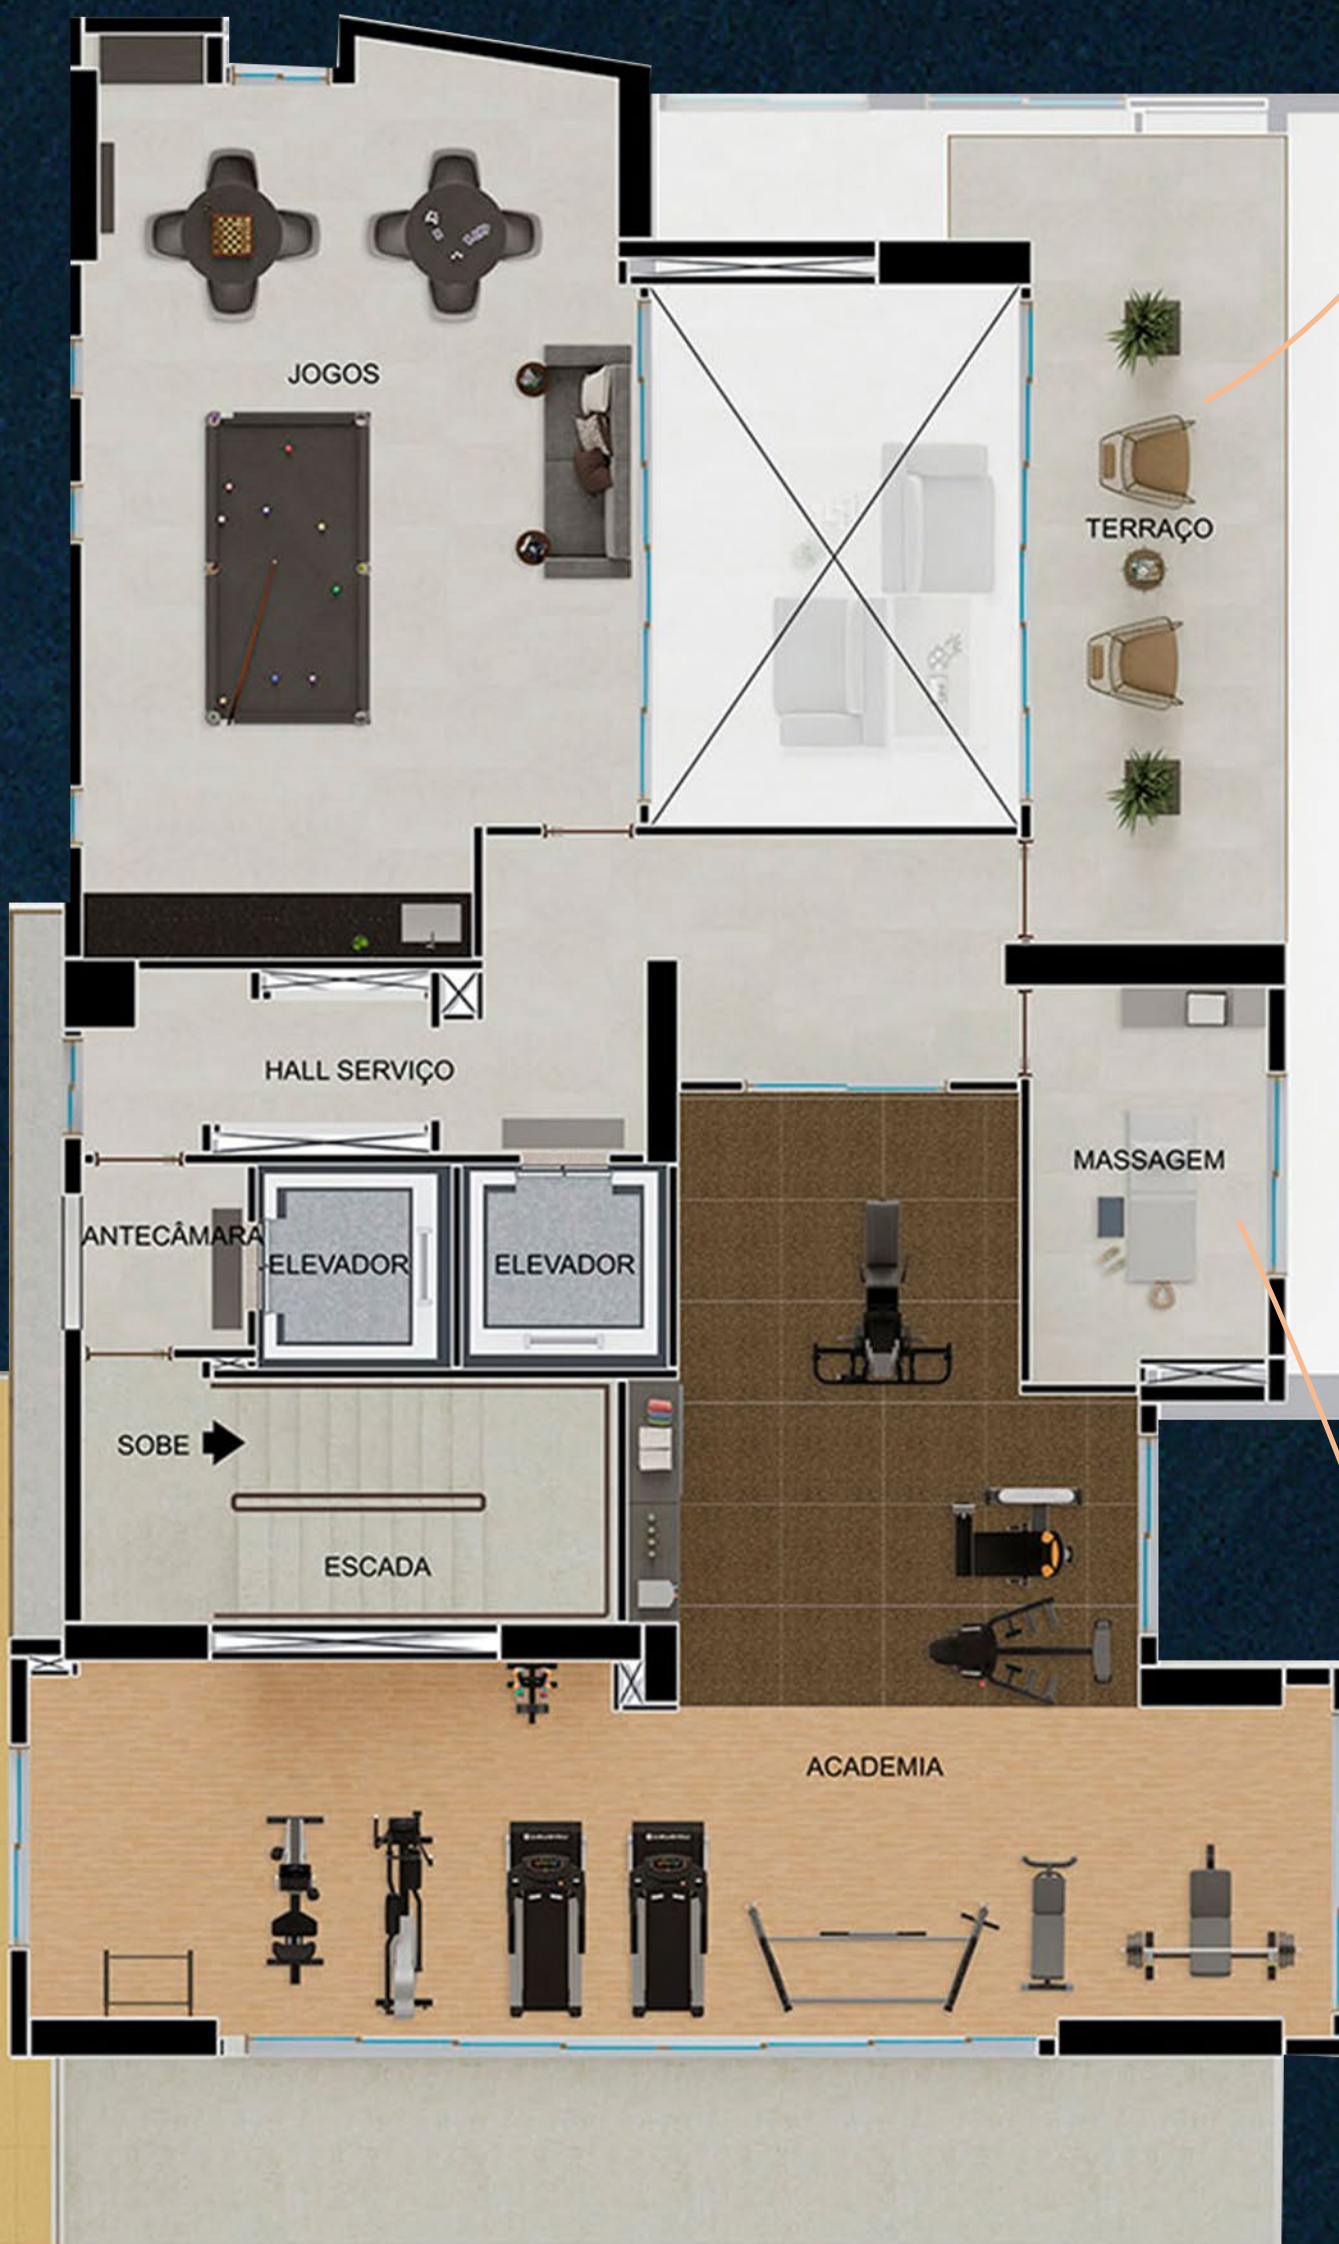 JOGOS
TERRAÇO
HALL SERVIÇO
MASSAGEM
ANTECÂMARA
ELEVADOR
ELEVADOR
SOBE
ESCADA
ACADEMIA